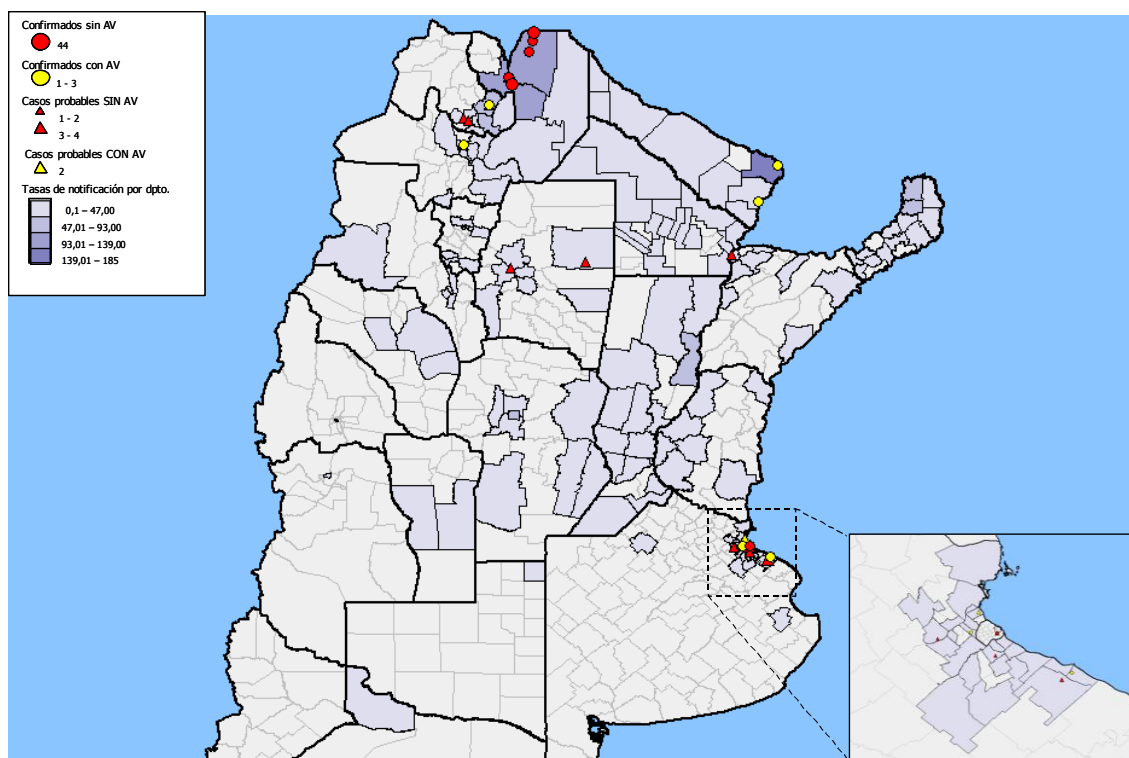 Confirmados sin AV
44
Confirmados con AV
1 - 3
Casos probables SIN AV
1 - 2
3 - 4
Casos probables CON AV
2
Tasas de notificación por dpto.
0,1 – 47,00
47,01 – 93,00
93,01 – 139,00
139,01 – 185